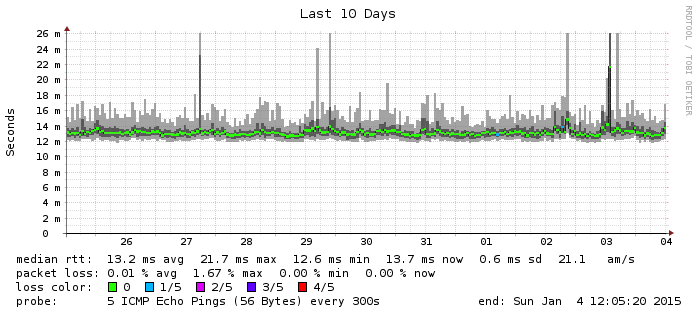 Last 10 Days
RRDTOOL / TOBI OETIKER
Seconds
26 m
24 m
22 m
20 m
18 m
16 m
14 m
12 m
10 m
8 m
6 m
4 m
2 m
0
26 27 28 29 30 31 01 02 03 04
median rtt: 13.2 ms avg 21.7 ms max 12.6 ms min 13.7 ms now 0.6 ms sd 21.1 am/s
packet loss: 0.01 % avg 1.67 % max 0.00 % min 0.00 % now
loss color: 0 1/5 2/5 3/5 4/5
probe: 5 ICMP Echo Pings (56 Bytes) every 300s end: Sun Jan 4 12:05:20 2015